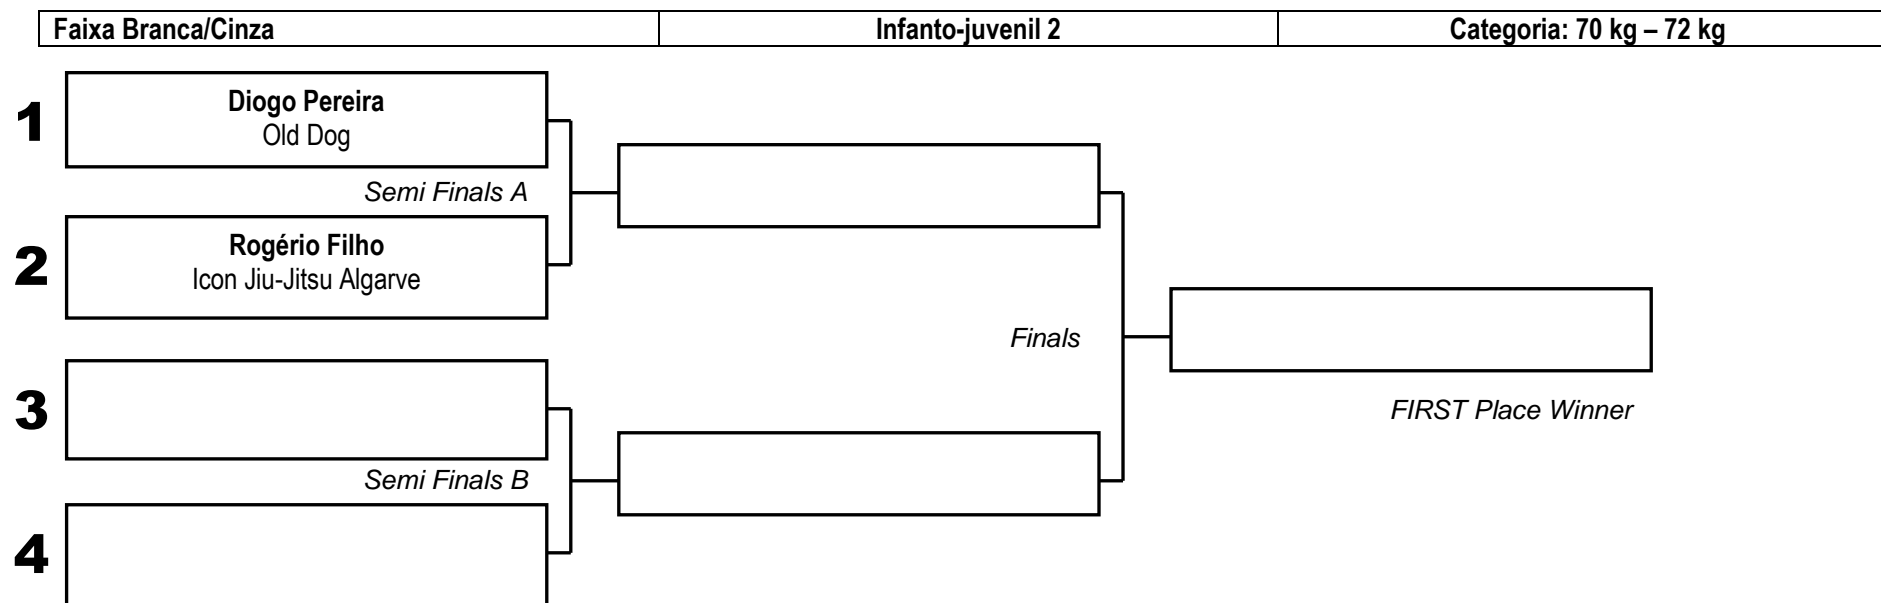 Faixa Branca/Cinza
Infanto-juvenil 2
Categoria: 70 kg – 72 kg
1
Diogo Pereira
Old Dog
Semi Finals A
2
Rogério Filho
Icon Jiu-Jitsu Algarve
Finals
3
FIRST Place Winner
Semi Finals B
4